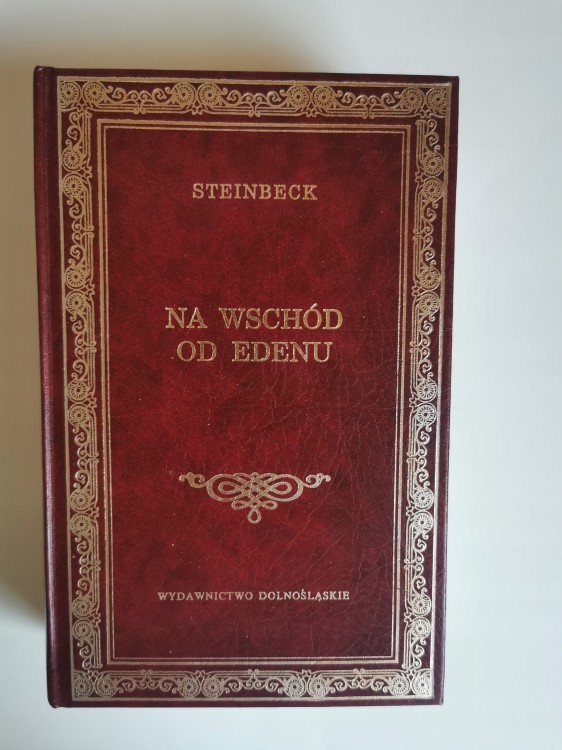 STEINBECK
NA WSCHÓD
OD EDENU
WYDAWNICTWO DOLNOŚLĄSKIE